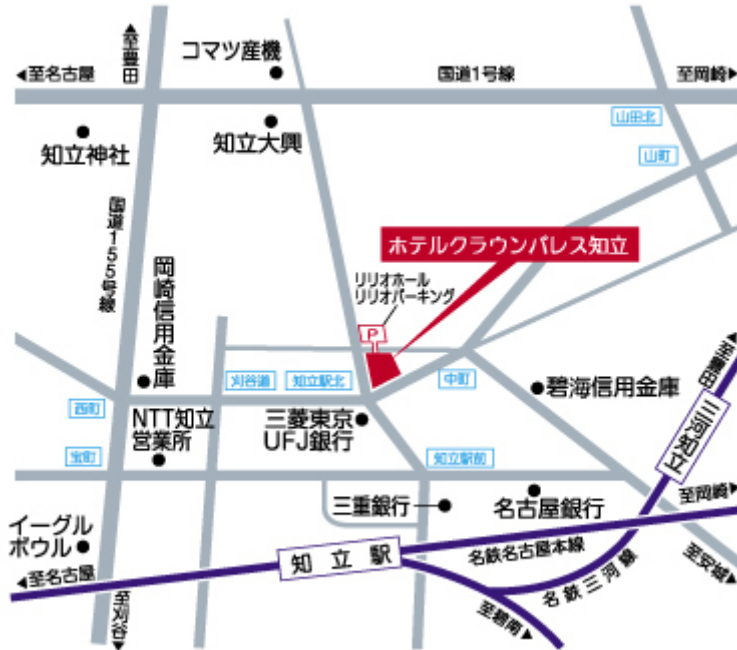 ▲至豊田
コマツ産機
◀至名古屋
国道1号線
至岡崎▶
山田北
知立神社
知立大興
山町
国道155号線
ホテルクラウンパレス知立
リリオホール
リリオパーキング
P
岡崎信用金庫
刈谷道
知立駅北
中町
碧海信用金庫
▲至豊田
西町
NTT知立
営業所
三菱東京
UFJ銀行
三河知立
宝町
知立駅前
三重銀行
名古屋銀行
至岡崎▶
イーグル
ボウル
知立駅
名鉄名古屋本線
名鉄三河線
至安城▶
◀至名古屋
至刈谷▼
至碧南▼